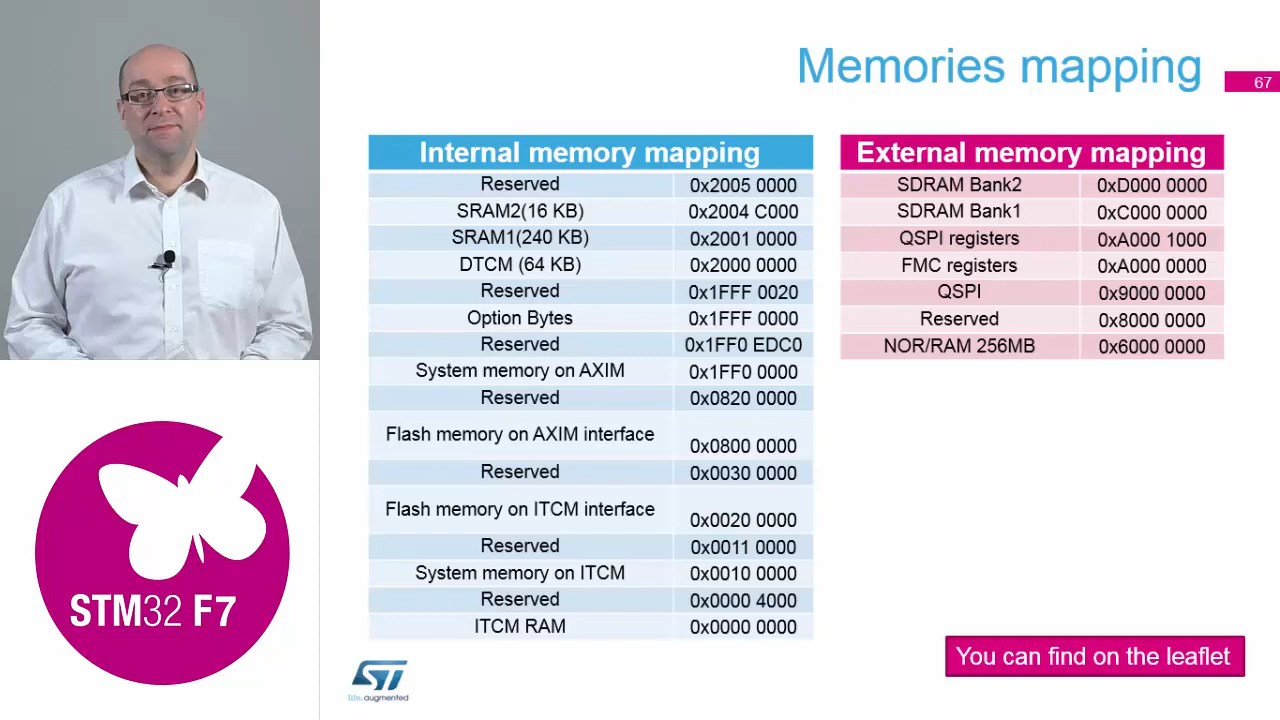 Memories mapping
67
Internal memory mapping
Reserved 0x2005 0000
SRAM2(16 KB) 0x2004 C000
SRAM1(240 KB) 0x2001 0000
DTCM (64 KB) 0x2000 0000
Reserved 0x1FFF 0020
Option Bytes 0x1FFF 0000
Reserved 0x1FF0 EDC0
System memory on AXIM 0x1FF0 0000
Reserved 0x0820 0000
Flash memory on AXIM interface 0x0800 0000
Reserved 0x0030 0000
Flash memory on ITCM interface 0x0020 0000
Reserved 0x0011 0000
System memory on ITCM 0x0010 0000
Reserved 0x0000 4000
ITCM RAM 0x0000 0000
External memory mapping
SDRAM Bank2 0xD000 0000
SDRAM Bank1 0xC000 0000
QSPI registers 0xA000 1000
FMC registers 0xA000 0000
QSPI 0x9000 0000
Reserved 0x8000 0000
NOR/RAM 256MB 0x6000 0000
STM32 F7
ST
life.augmented
You can find on the leaflet